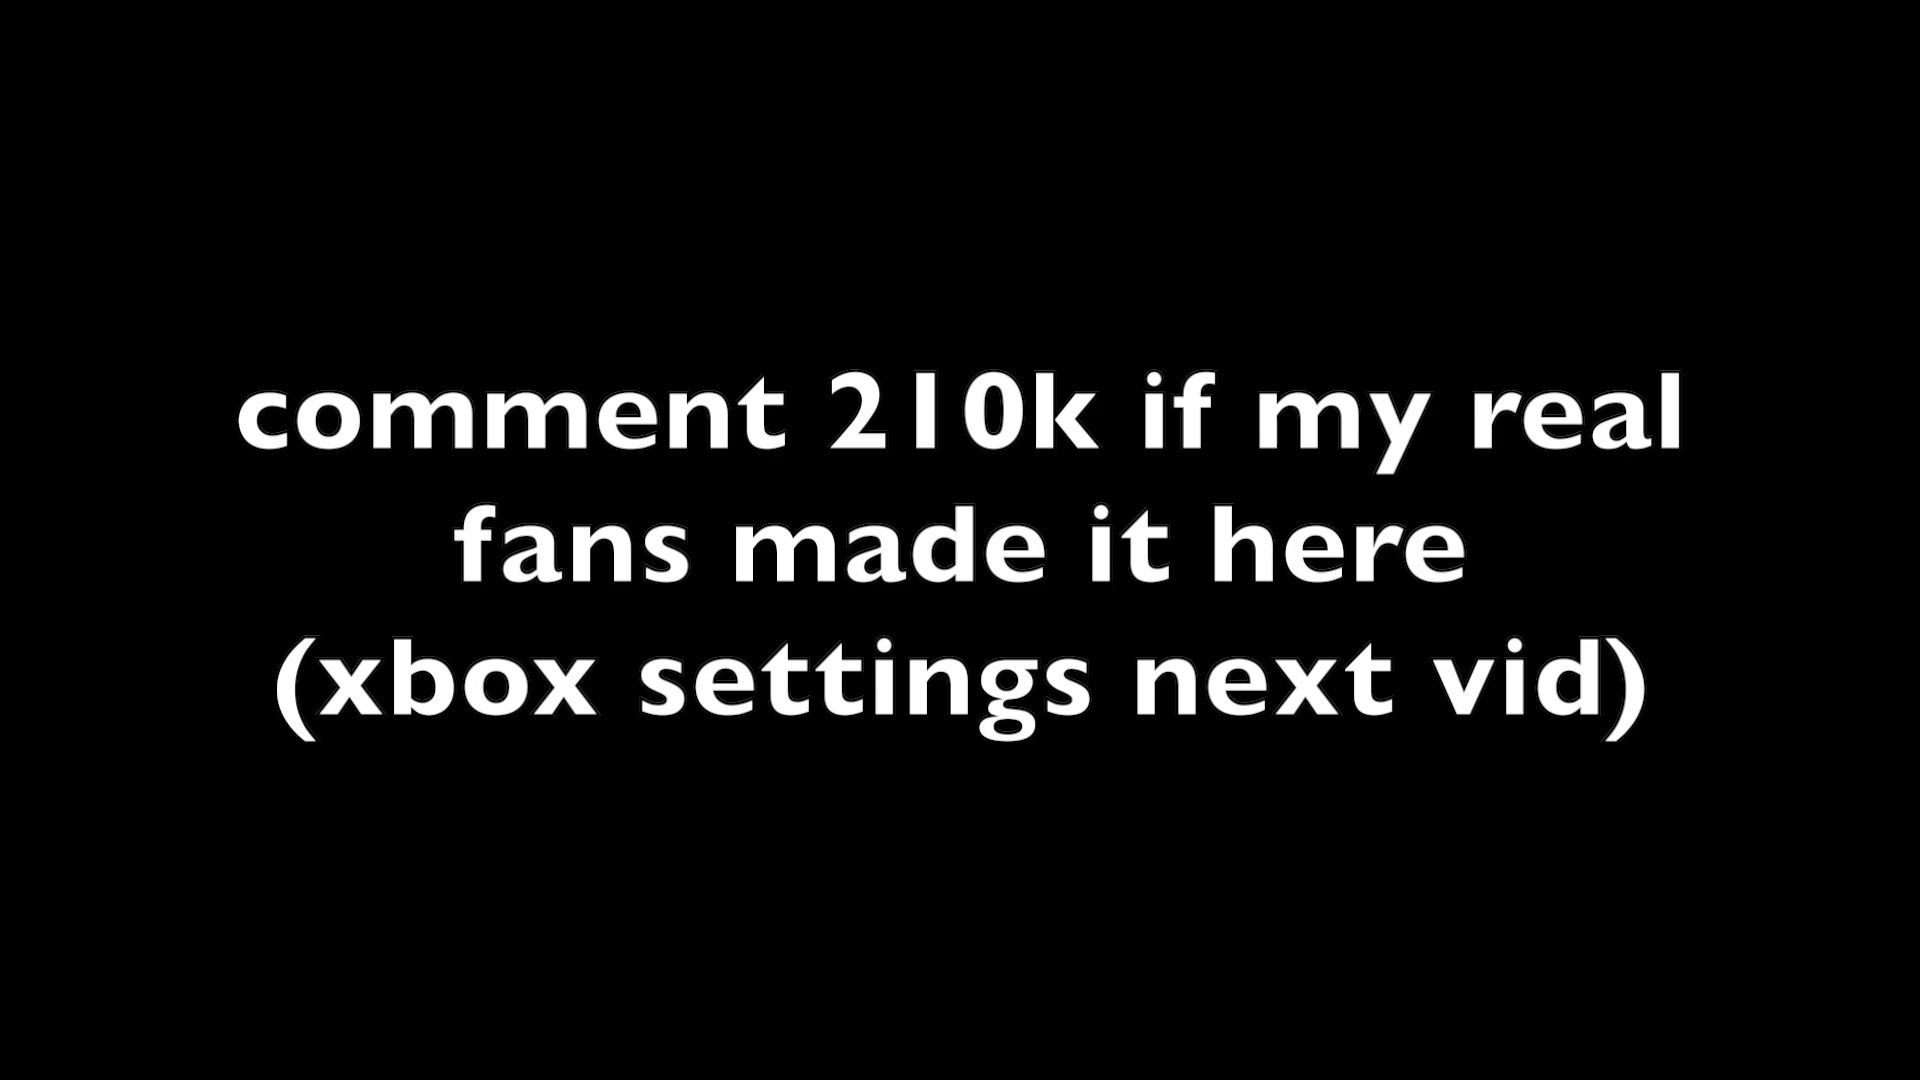 comment 210k if my real
fans made it here
(xbox settings next vid)